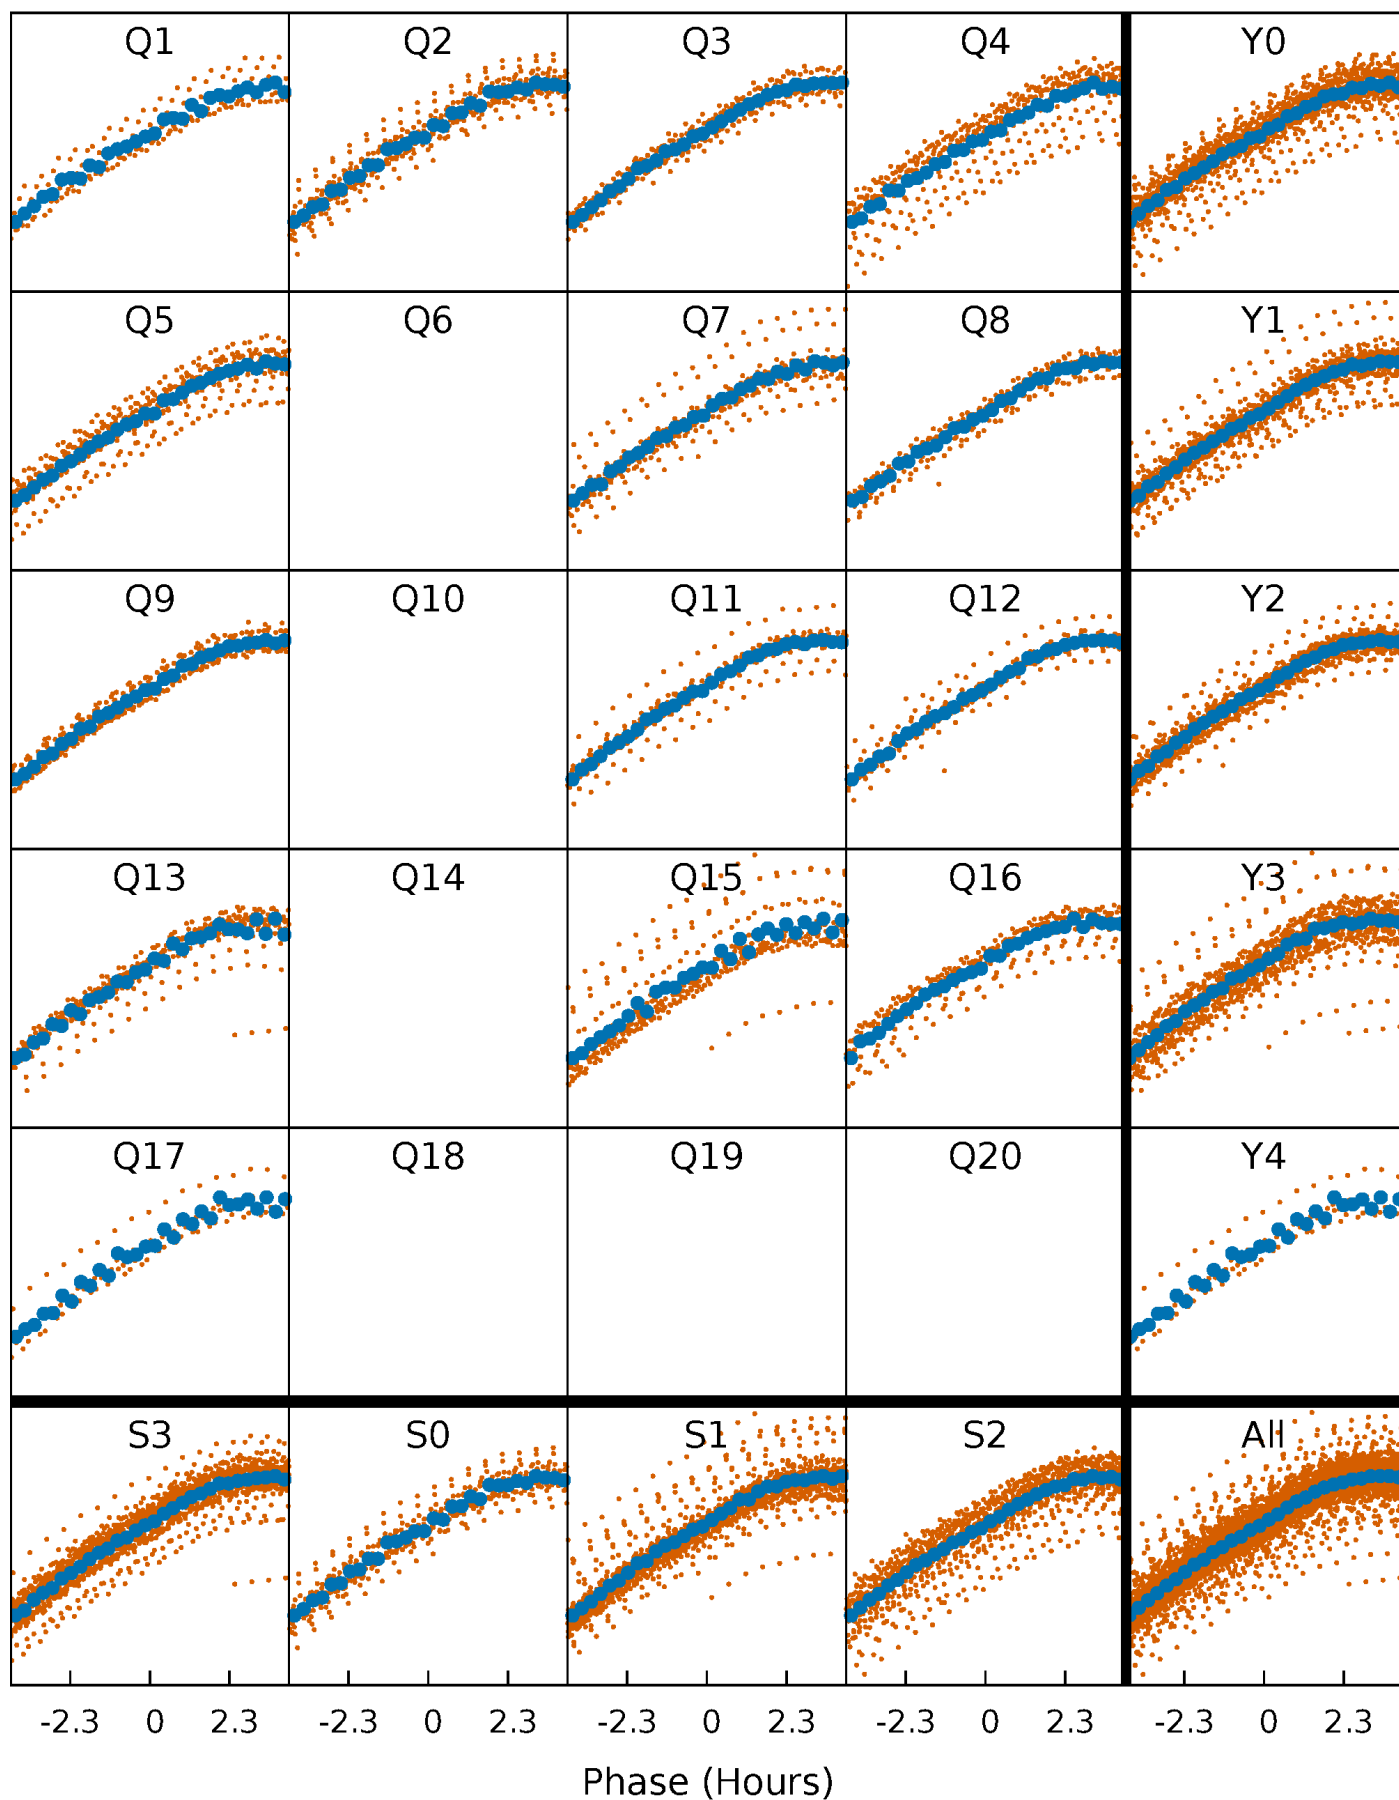 Q1 Q2 Q3 Q4 Y0
Q5 Q6 Q7 Q8 Y1
Q9 Q10 Q11 Q12 Y2
Q13 Q14 Q15 Q16 Y3
Q17 Q18 Q19 Q20 Y4
S3 S0 S1 S2 All
-2.3 0 2.3 -2.3 0 2.3 -2.3 0 2.3 -2.3 0 2.3 -2.3 0 2.3
Phase (Hours)